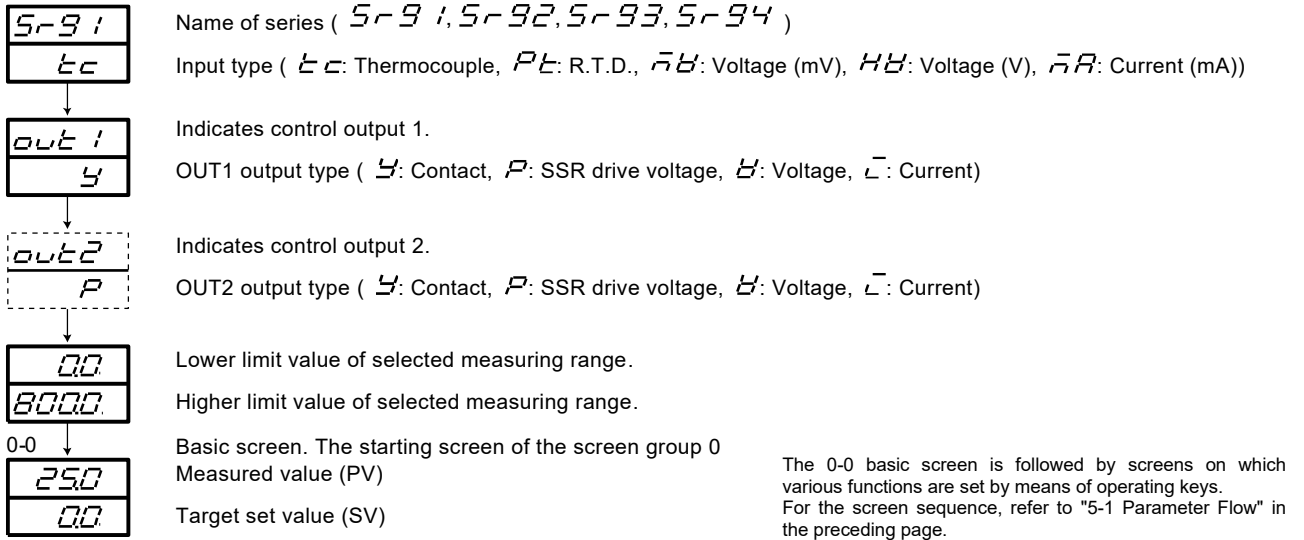 Sr91
Name of series ( Sr91, Sr92, Sr93, Sr94 )
tc
Input type ( tc: Thermocouple, Pt: R.T.D., mV: Voltage (mV), HV: Voltage (V), mA: Current (mA))
out1
Indicates control output 1.
Y
OUT1 output type ( Y: Contact, P: SSR drive voltage, V: Voltage, I: Current)
out2
Indicates control output 2.
P
OUT2 output type ( Y: Contact, P: SSR drive voltage, V: Voltage, I: Current)
0.0
Lower limit value of selected measuring range.
800.0
Higher limit value of selected measuring range.
0-0
Basic screen. The starting screen of the screen group 0
25.0
Measured value (PV)
0.0
Target set value (SV)
The 0-0 basic screen is followed by screens on which
various functions are set by means of operating keys.
For the screen sequence, refer to "5-1 Parameter Flow" in
the preceding page.